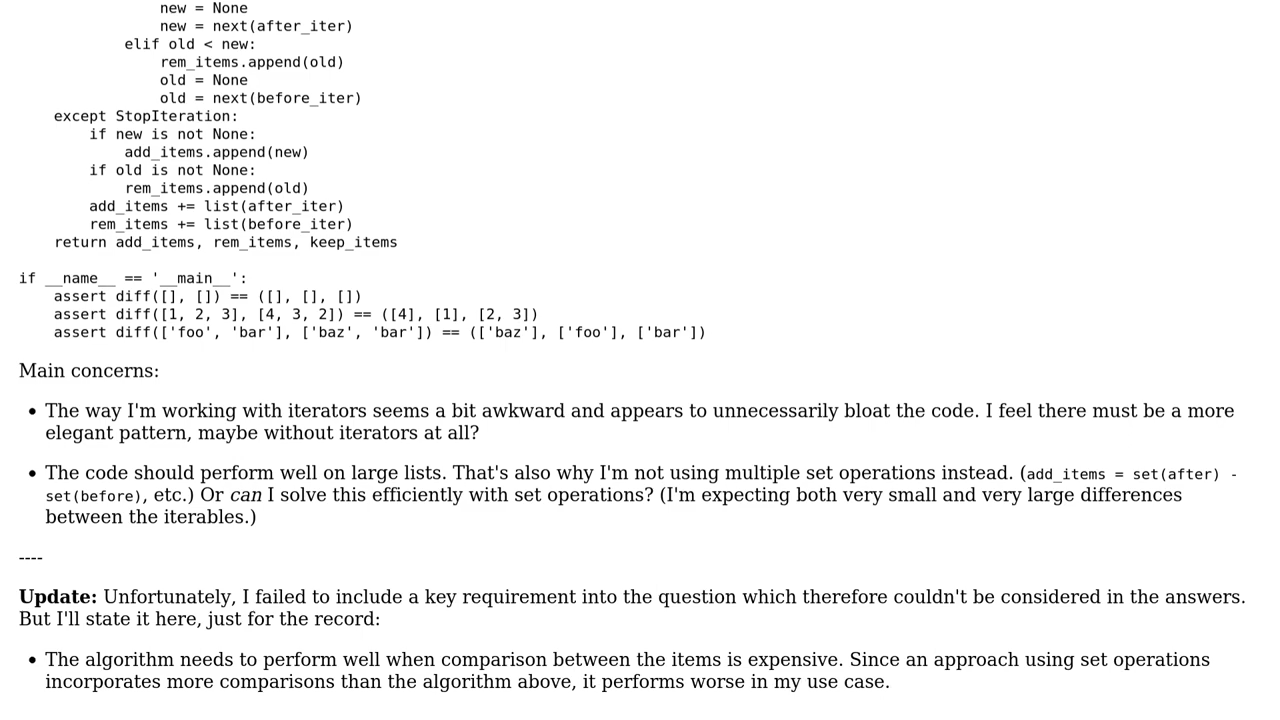 new = None
                new = next(after_iter)
            elif old < new:
                rem_items.append(old)
                old = None
                old = next(before_iter)
    except StopIteration:
        if new is not None:
            add_items.append(new)
        if old is not None:
            rem_items.append(old)
        add_items += list(after_iter)
        rem_items += list(before_iter)
    return add_items, rem_items, keep_items

if __name__ == '__main__':
    assert diff([], []) == ([], [], [])
    assert diff([1, 2, 3], [4, 3, 2]) == ([4], [1], [2, 3])
    assert diff(['foo', 'bar'], ['baz', 'bar']) == (['baz'], ['foo'], ['bar'])
Main concerns:
• The way I'm working with iterators seems a bit awkward and appears to unnecessarily bloat the code. I feel there must be a more
elegant pattern, maybe without iterators at all?
• The code should perform well on large lists. That's also why I'm not using multiple set operations instead. (add_items = set(after) -
set(before), etc.) Or can I solve this efficiently with set operations? (I'm expecting both very small and very large differences
between the iterables.)
----
Update: Unfortunately, I failed to include a key requirement into the question which therefore couldn't be considered in the answers.
But I'll state it here, just for the record:
• The algorithm needs to perform well when comparison between the items is expensive. Since an approach using set operations
incorporates more comparisons than the algorithm above, it performs worse in my use case.